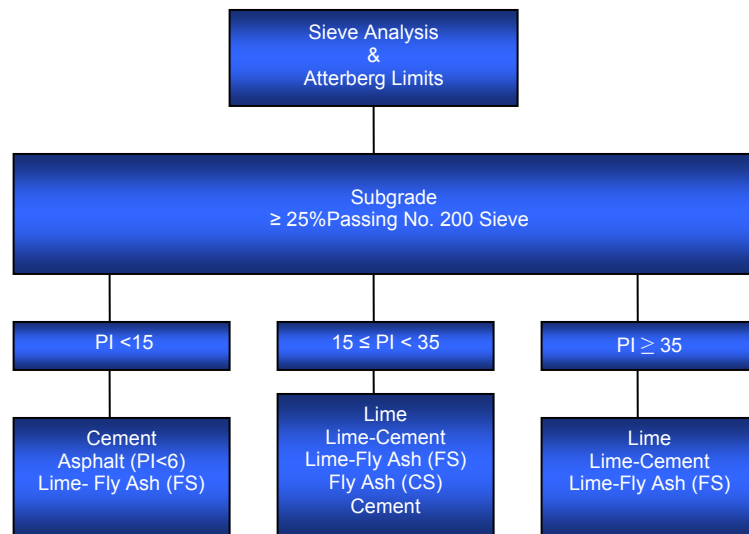 Sieve Analysis
&
Atterberg Limits
Subgrade
≥ 25%Passing No. 200 Sieve
PI <15
15 ≤ PI < 35
PI ≥ 35
Cement
Asphalt (PI<6)
Lime- Fly Ash (FS)
Lime
Lime-Cement
Lime-Fly Ash (FS)
Fly Ash (CS)
Cement
Lime
Lime-Cement
Lime-Fly Ash (FS)